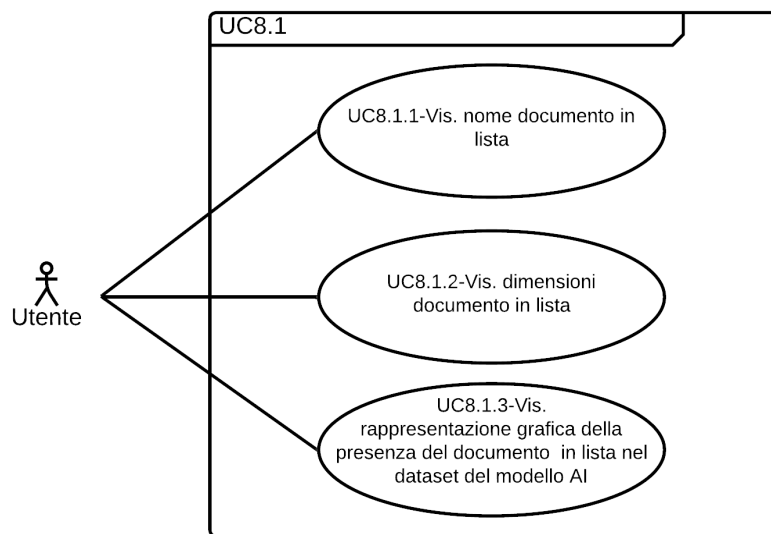 UC8.1
UC8.1.1-Vis. nome documento in
lista
UC8.1.2-Vis. dimensioni
documento in lista
Utente
UC8.1.3-Vis.
rappresentazione grafica della
presenza del documento  in lista nel
dataset del modello AI